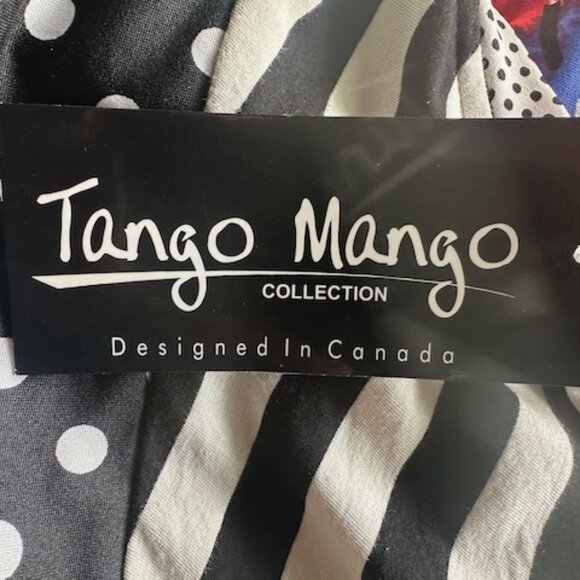 Tango Mango
COLLECTION
Designed In Canada